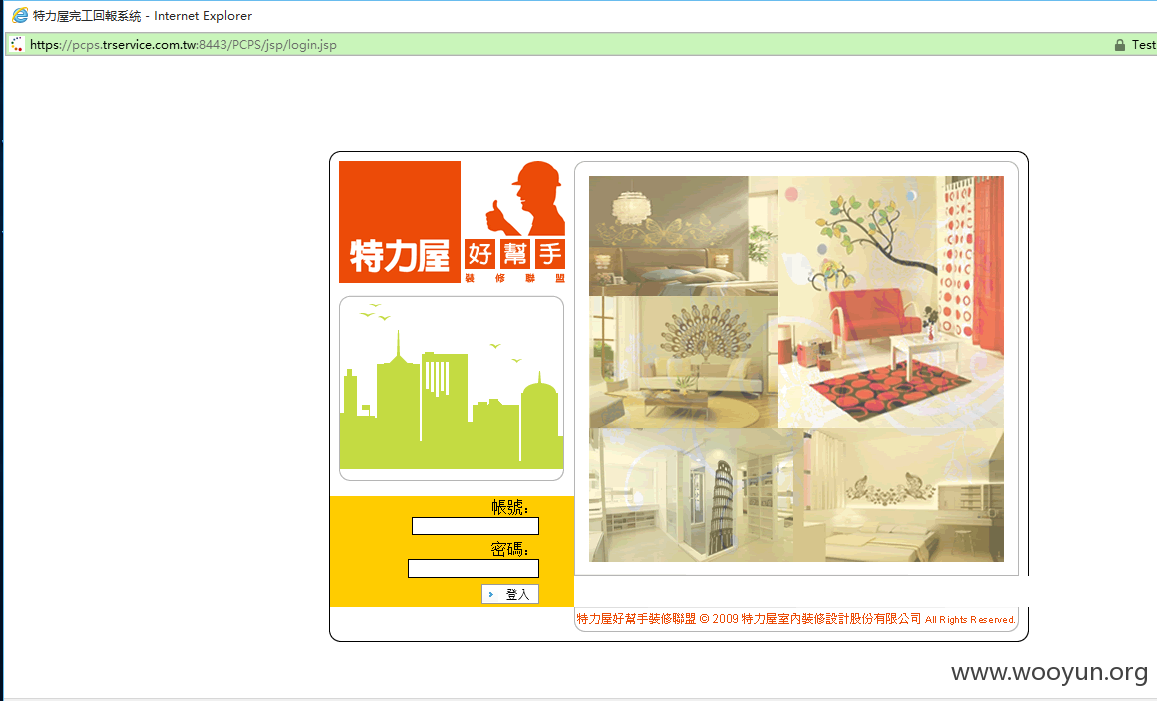 特力屋完工回報系統 - Internet Explorer
https://pcps.trservice.com.tw:8443/PCPS/jsp/login.jsp
Test
特力屋
好幫手
裝修聯盟
帳號：
密碼：
登入
特力屋好幫手裝修聯盟 © 2009 特力屋室內裝修設計股份有限公司 All Rights Reserved.
www.wooyun.org